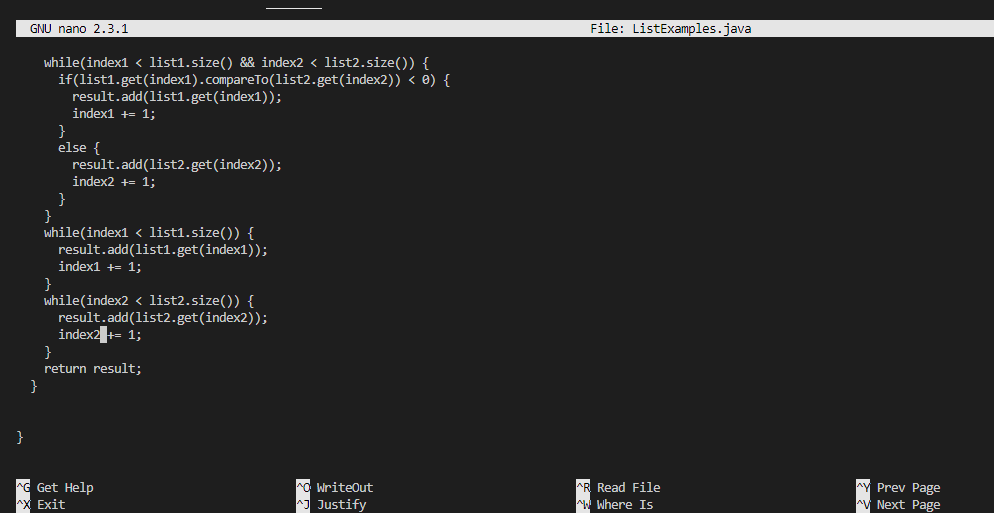 GNU nano 2.3.1 File: ListExamples.java
while(index1 < list1.size() && index2 < list2.size()) {
if(list1.get(index1).compareTo(list2.get(index2)) < 0) {
result.add(list1.get(index1));
index1 += 1;
}
else {
result.add(list2.get(index2));
index2 += 1;
}
}
while(index1 < list1.size()) {
result.add(list1.get(index1));
index1 += 1;
}
while(index2 < list2.size()) {
result.add(list2.get(index2));
index2 += 1;
}
return result;
}
}
^G Get Help ^O WriteOut ^R Read File ^Y Prev Page
^X Exit ^J Justify ^W Where Is ^V Next Page